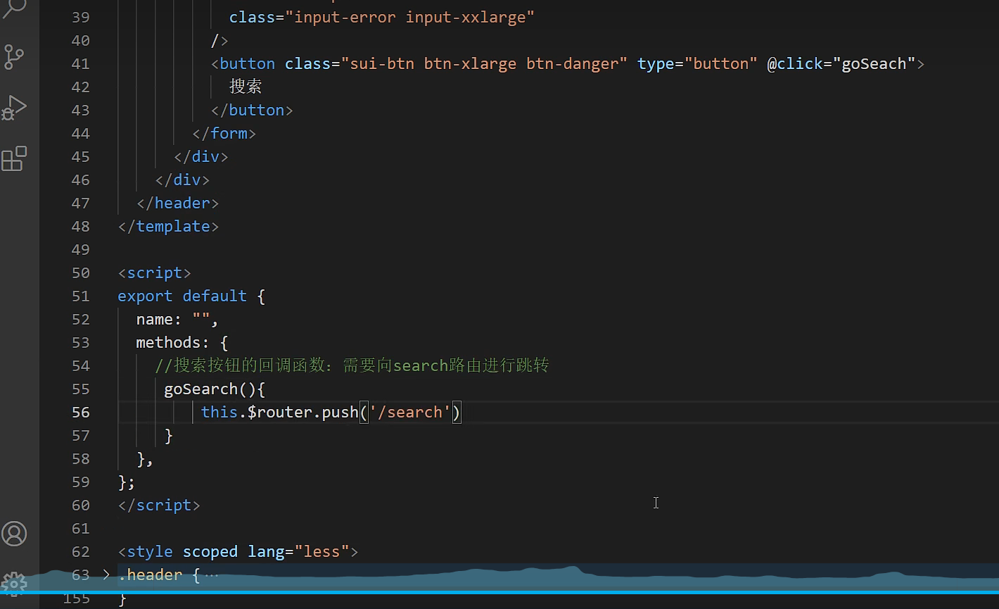 39 class="input-error input-xxlarge"
40 />
41 <button class="sui-btn btn-xlarge btn-danger" type="button" @click="goSeach">
42 搜索
43 </button>
44 </form>
45 </div>
46 </div>
47 </header>
48 </template>
49
50 <script>
51 export default {
52 name: "",
53 methods: {
54 //搜索按钮的回调函数：需要向search路由进行跳转
55 goSearch(){
56 this.$router.push('/search')
57 }
58 },
59 };
60 </script>
61
62 <style scoped lang="less">
63 .header {···
155 }